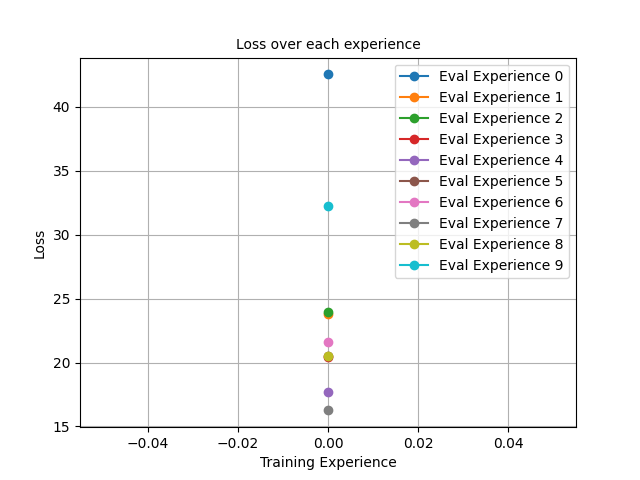 Loss over each experience
Eval Experience 0
Eval Experience 1
Eval Experience 2
Eval Experience 3
Eval Experience 4
Eval Experience 5
Eval Experience 6
Eval Experience 7
Eval Experience 8
Eval Experience 9
Loss
40
35
30
25
20
15
−0.04 −0.02 0.00 0.02 0.04
Training Experience